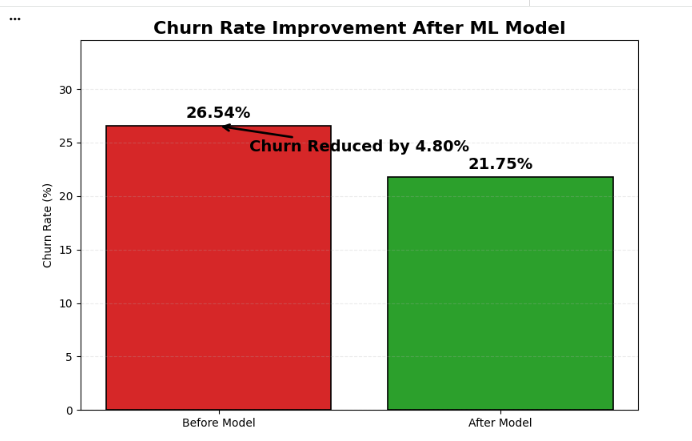 ...
Churn Rate Improvement After ML Model
Churn Rate (%)
30
25
20
15
10
5
0
26.54%
Churn Reduced by 4.80%
21.75%
Before Model
After Model